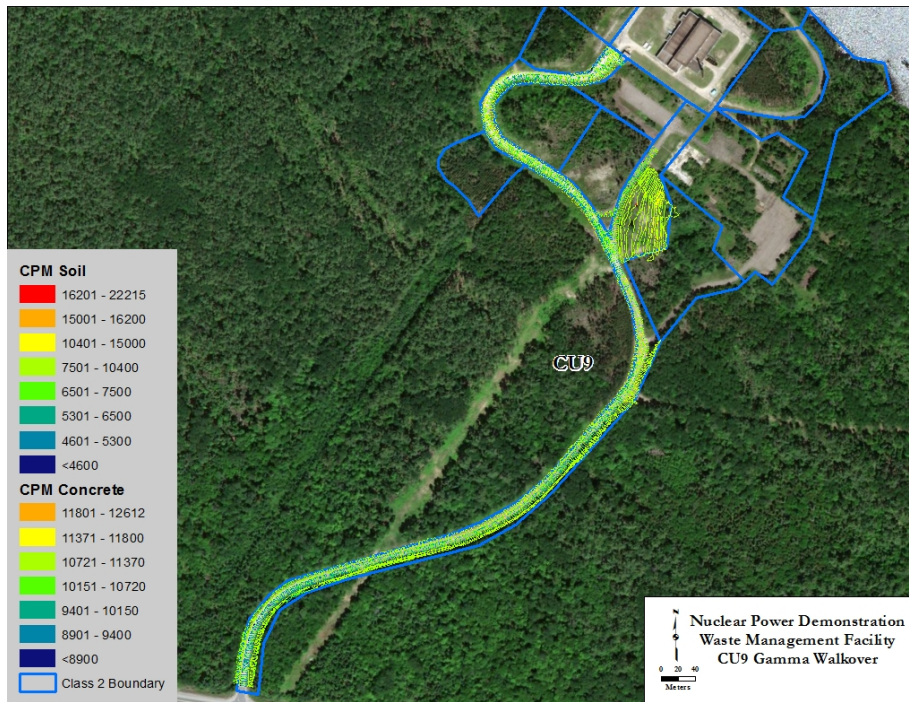 CU9
CPM Soil
16201 - 22215
15001 - 16200
10401 - 15000
7501 - 10400
6501 - 7500
5301 - 6500
4601 - 5300
<4600
CPM Concrete
11801 - 12612
11371 - 11800
10721 - 11370
10151 - 10720
9401 - 10150
8901 - 9400
<8900
Class 2 Boundary
N
0 20 40
Meters
Nuclear Power Demonstration
Waste Management Facility
CU9 Gamma Walkover